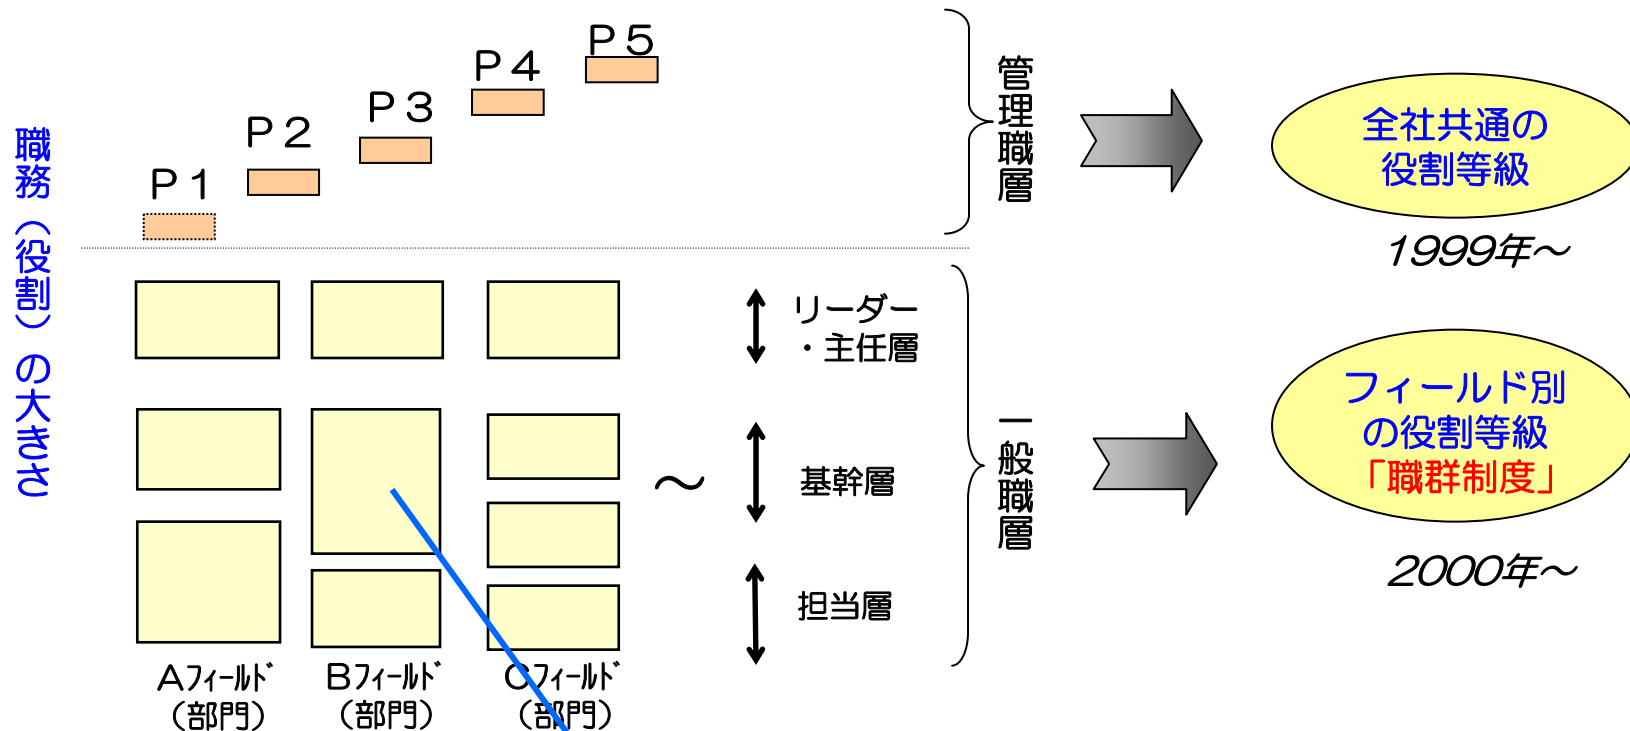 職務（役割）の大きさ
Ｐ１
Ｐ２
Ｐ３
Ｐ４
Ｐ５
管理職層
全社共通の
役割等級
1999年～
リーダー
・主任層
基幹層
担当層
～
一般職層
フィールド別
の役割等級
「職群制度」
2000年～
Aﾌｨｰﾙﾄﾞ
（部門）
Bﾌｨｰﾙﾄﾞ
（部門）
Cﾌｨｰﾙﾄﾞ
（部門）